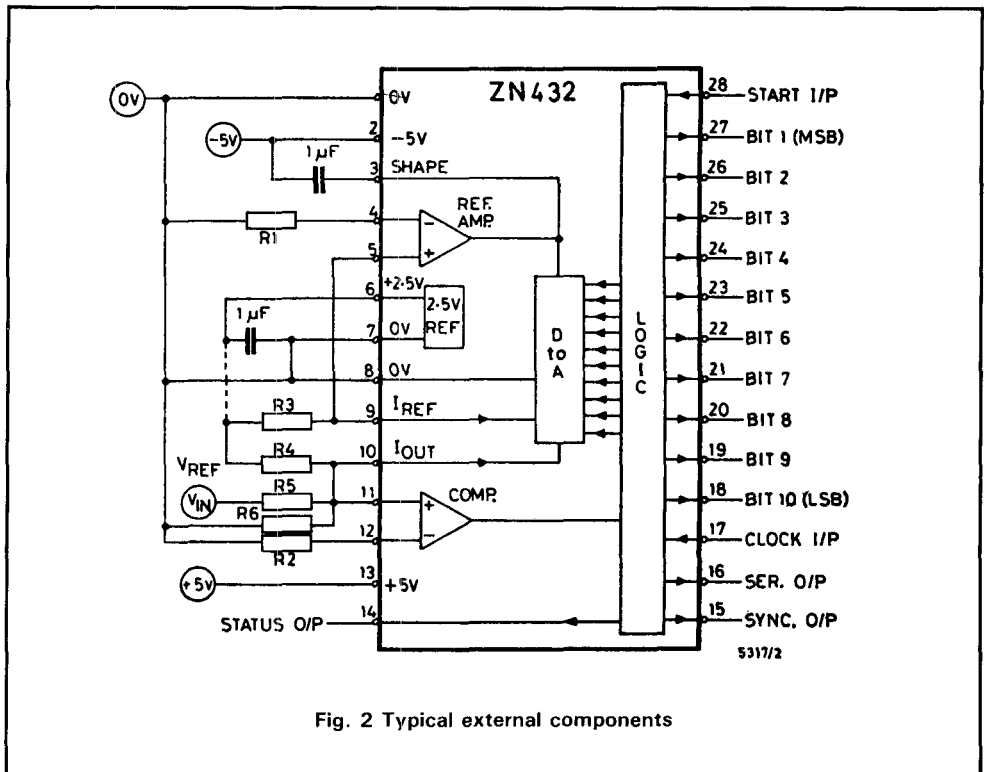 ZN432
0V
0V
28
START I/P
-5V
2
-5V
27
BIT 1 (MSB)
1μF
3
SHAPE
26
BIT 2
4
REF.
AMP.
-
+
R1
25
BIT 3
5
24
BIT 4
6
+2.5V
2.5V
REF
23
BIT 5
1μF
7
0V
22
BIT 6
8
0V
D
to
A
LOGIC
21
BIT 7
R3
9
IREF
20
BIT 8
VREF
R4
10
IOUT
19
BIT 9
VIN
R5
11
COMP.
+
-
18
BIT 10 (LSB)
R6
R2
12
17
CLOCK I/P
+5V
13
+5V
16
SER. O/P
STATUS O/P
14
15
SYNC. O/P
5317/2
Fig. 2 Typical external components